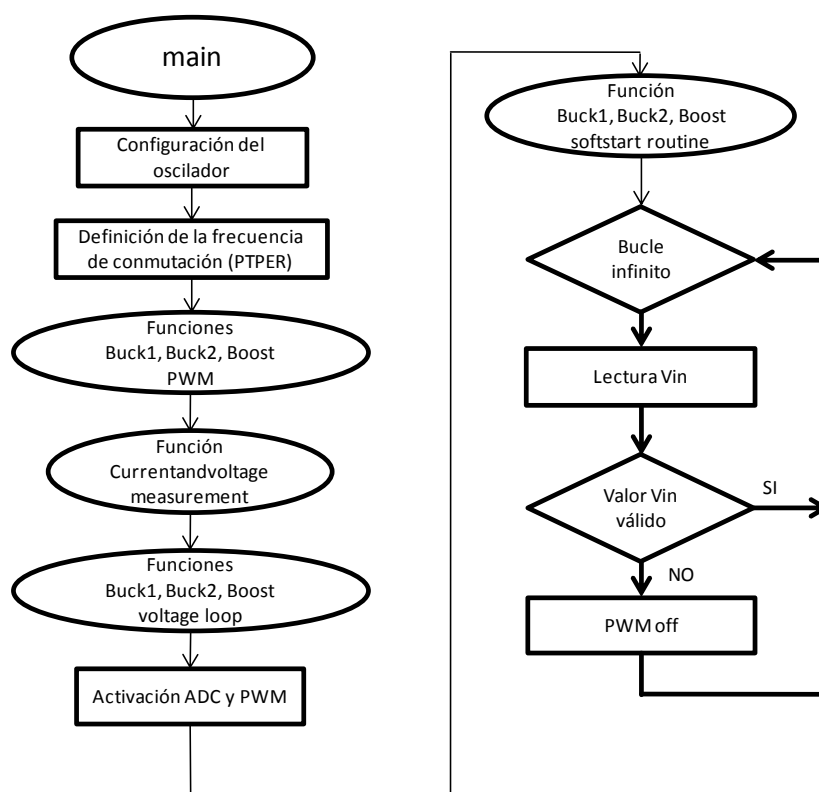 main
Configuración del
oscilador
Definición de la frecuencia
de conmutación (PTPER)
Funciones
Buck1, Buck2, Boost
PWM
Función
Currentandvoltage
measurement
Funciones
Buck1, Buck2, Boost
voltage loop
Activación ADC y PWM
Función
Buck1, Buck2, Boost
softstart routine
Bucle
infinito
Lectura Vin
Valor Vin
válido
SI
NO
PWM off